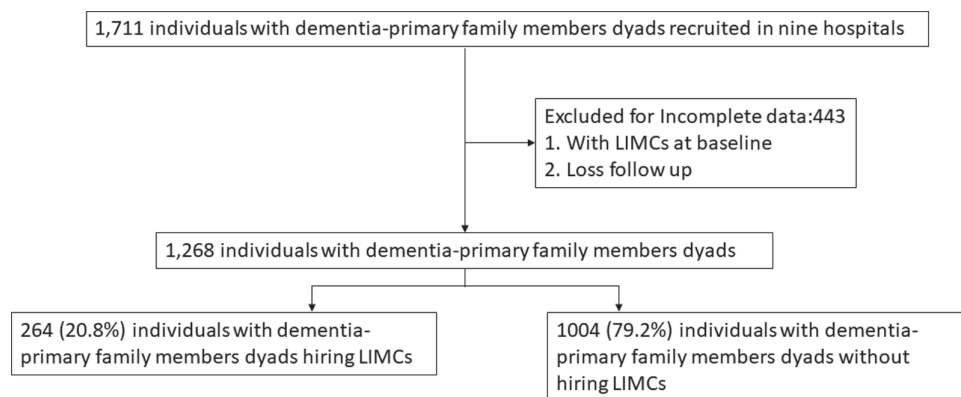 1,711 individuals with dementia-primary family members dyads recruited in nine hospitals
Excluded for Incomplete data:443
1. With LIMCs at baseline
2. Loss follow up
1,268 individuals with dementia-primary family members dyads
264 (20.8%) individuals with dementia-
primary family members dyads hiring LIMCs
1004 (79.2%) individuals with dementia-
primary family members dyads without
hiring LIMCs